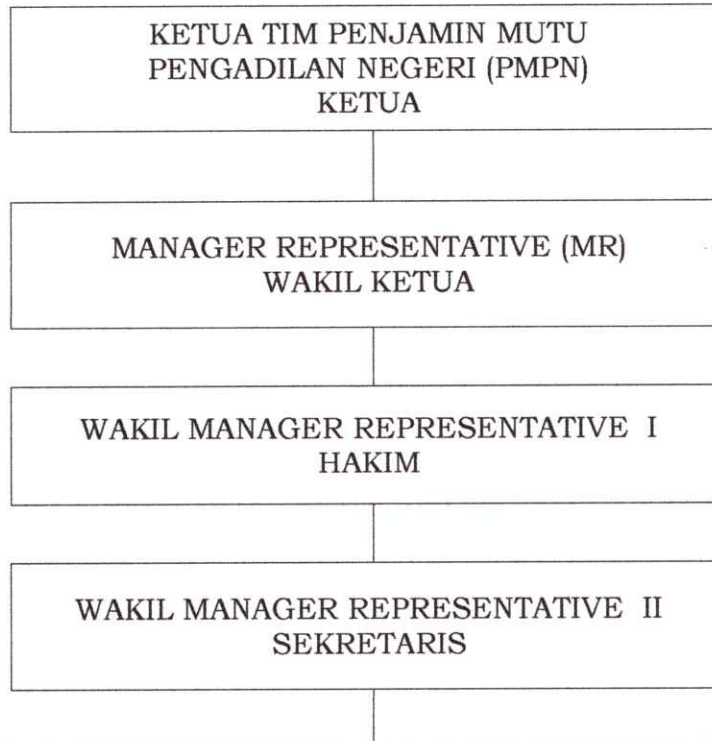 KETUA TIM PENJAMIN MUTU
PENGADILAN NEGERI (PMPN)
KETUA
MANAGER REPRESENTATIVE (MR)
WAKIL KETUA
WAKIL MANAGER REPRESENTATIVE I
HAKIM
WAKIL MANAGER REPRESENTATIVE II
SEKRETARIS